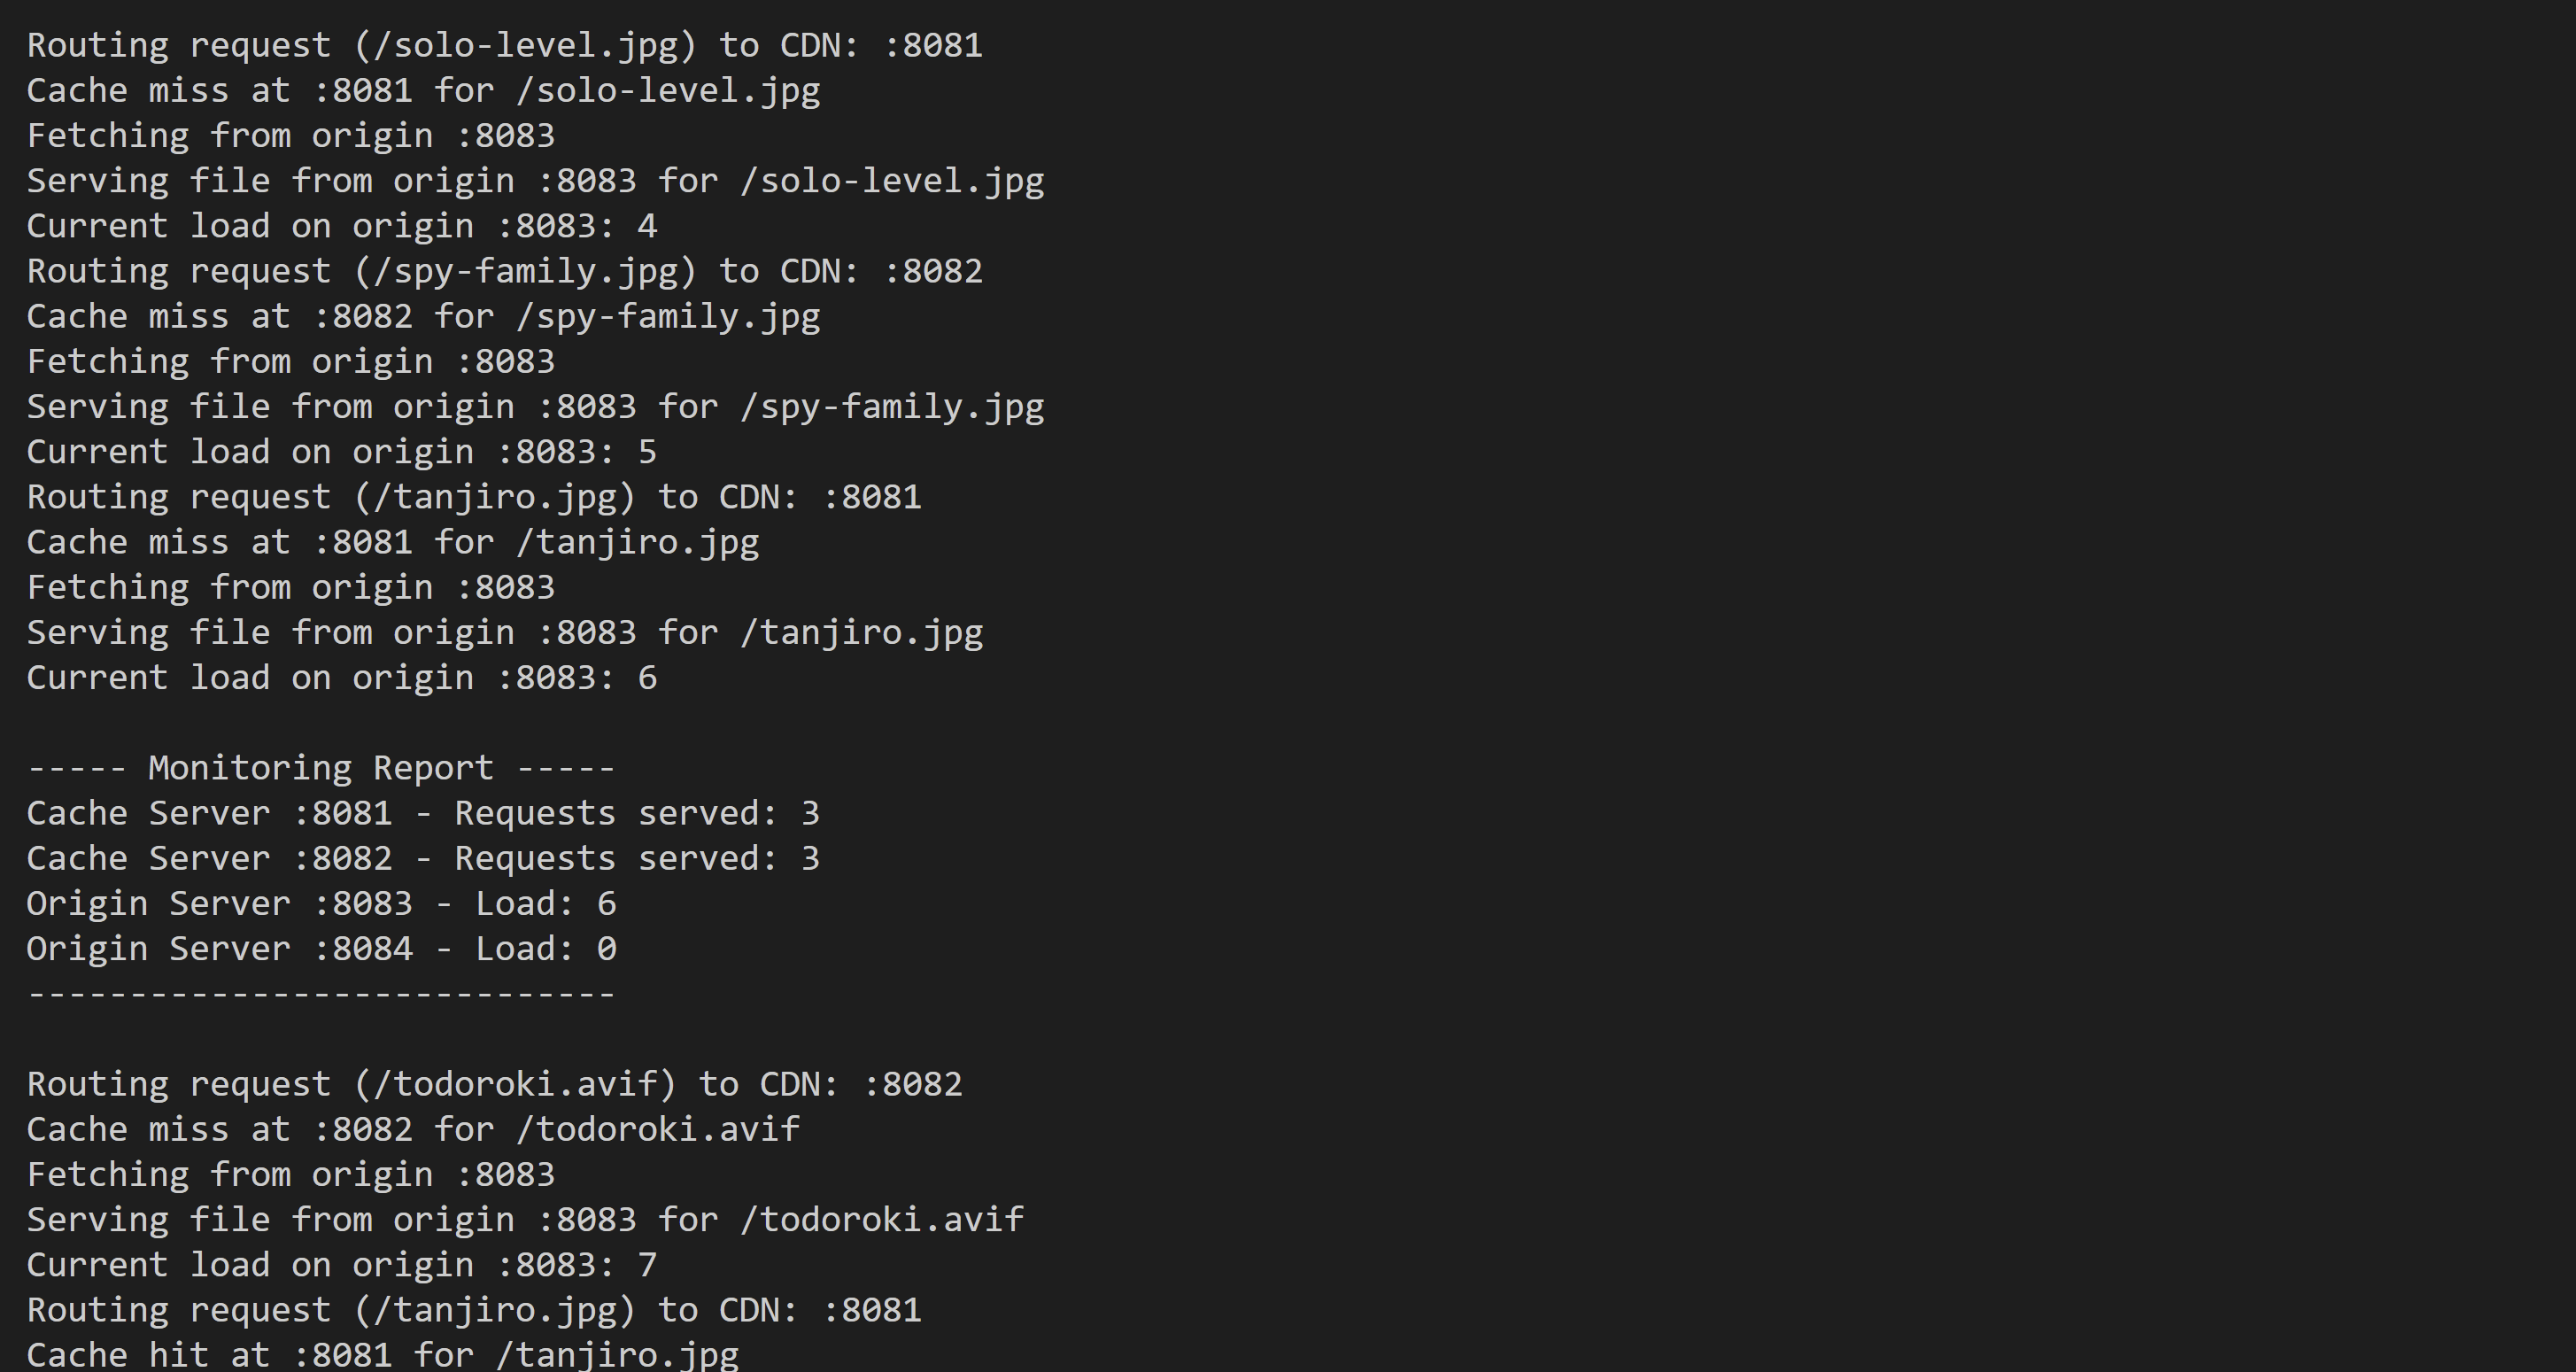 Routing request (/solo-level.jpg) to CDN: :8081
Cache miss at :8081 for /solo-level.jpg
Fetching from origin :8083
Serving file from origin :8083 for /solo-level.jpg
Current load on origin :8083: 4
Routing request (/spy-family.jpg) to CDN: :8082
Cache miss at :8082 for /spy-family.jpg
Fetching from origin :8083
Serving file from origin :8083 for /spy-family.jpg
Current load on origin :8083: 5
Routing request (/tanjiro.jpg) to CDN: :8081
Cache miss at :8081 for /tanjiro.jpg
Fetching from origin :8083
Serving file from origin :8083 for /tanjiro.jpg
Current load on origin :8083: 6
----- Monitoring Report -----
Cache Server :8081 - Requests served: 3
Cache Server :8082 - Requests served: 3
Origin Server :8083 - Load: 6
Origin Server :8084 - Load: 0
-----------------------------
Routing request (/todoroki.avif) to CDN: :8082
Cache miss at :8082 for /todoroki.avif
Fetching from origin :8083
Serving file from origin :8083 for /todoroki.avif
Current load on origin :8083: 7
Routing request (/tanjiro.jpg) to CDN: :8081
Cache hit at :8081 for /tanjiro.jpg